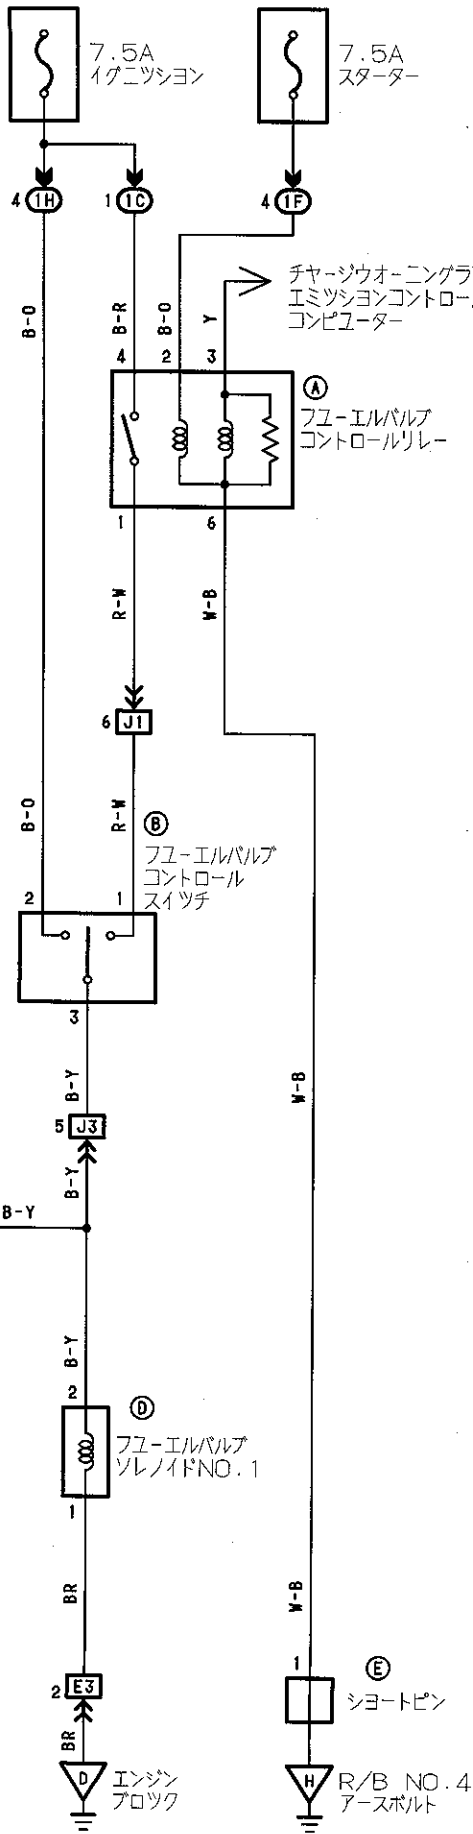 7.5A
イグニツシヨン
7.5A
スターター
4 1H
1 1C
4 1F
チヤージウオーニングラ
エミツシヨンコントロー
コンピユーター
B-O
B-R
B-O
Y
4
2
3
A
フユーエルバルブ
コントロールリレー
1
6
R-W
W-B
6 J1
B-O
R-W
B
フユーエルバルブ
コントロール
スイツチ
2
1
3
B-Y
W-B
5 J3
B-Y
B-Y
B-Y
2
D
フユーエルバルブ
ソレノイドNO.1
1
BR
W-B
1
E
シヨートピン
2 E3
BR
D
エンジン
ブロツク
H
R/B NO.4
アースボルト